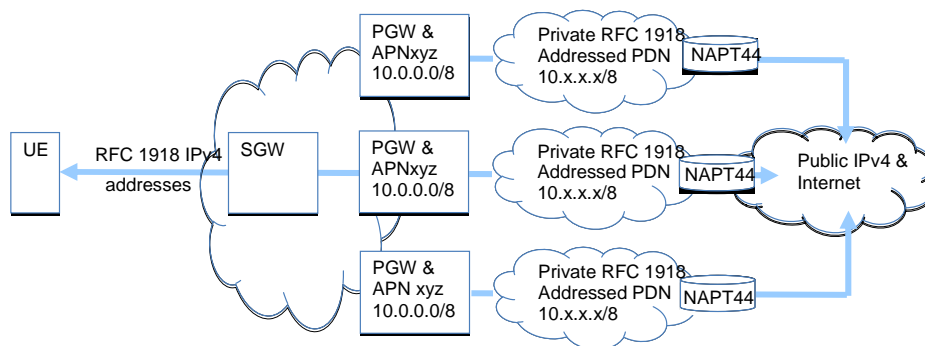 PGW &
APNxyz
10.0.0.0/8
Private RFC 1918
Addressed PDN
10.x.x.x/8
NAPT44
UE
RFC 1918 IPv4
addresses
SGW
PGW &
APNxyz
10.0.0.0/8
Private RFC 1918
Addressed PDN
10.x.x.x/8
NAPT44
Public IPv4 &
Internet
PGW &
APN xyz
10.0.0.0/8
Private RFC 1918
Addressed PDN
10.x.x.x/8
NAPT44